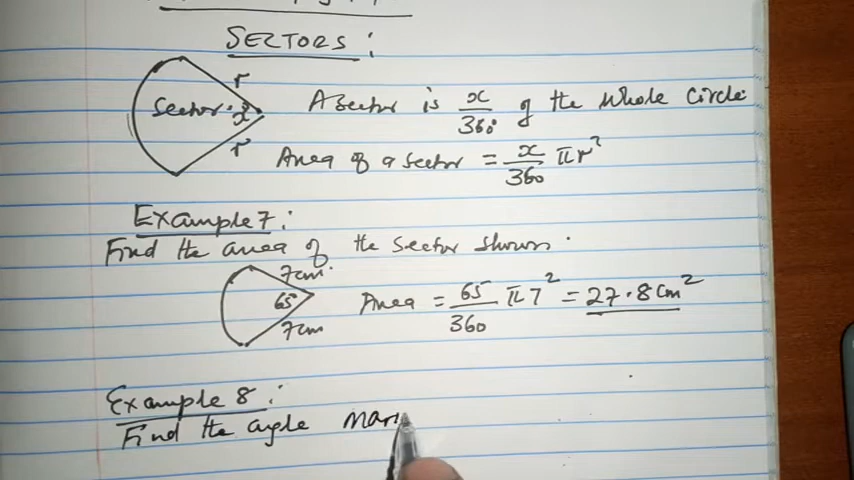 SECTORS :
r
Sector x
A sector is x/360° of the whole circle
r
Area of a sector = x/360 πr²
Example 7 :
Find the area of the sector shown.
7cm
65 Area = 65/360 π7² = 27.8cm²
7cm
Example 8 :
Find the angle mar